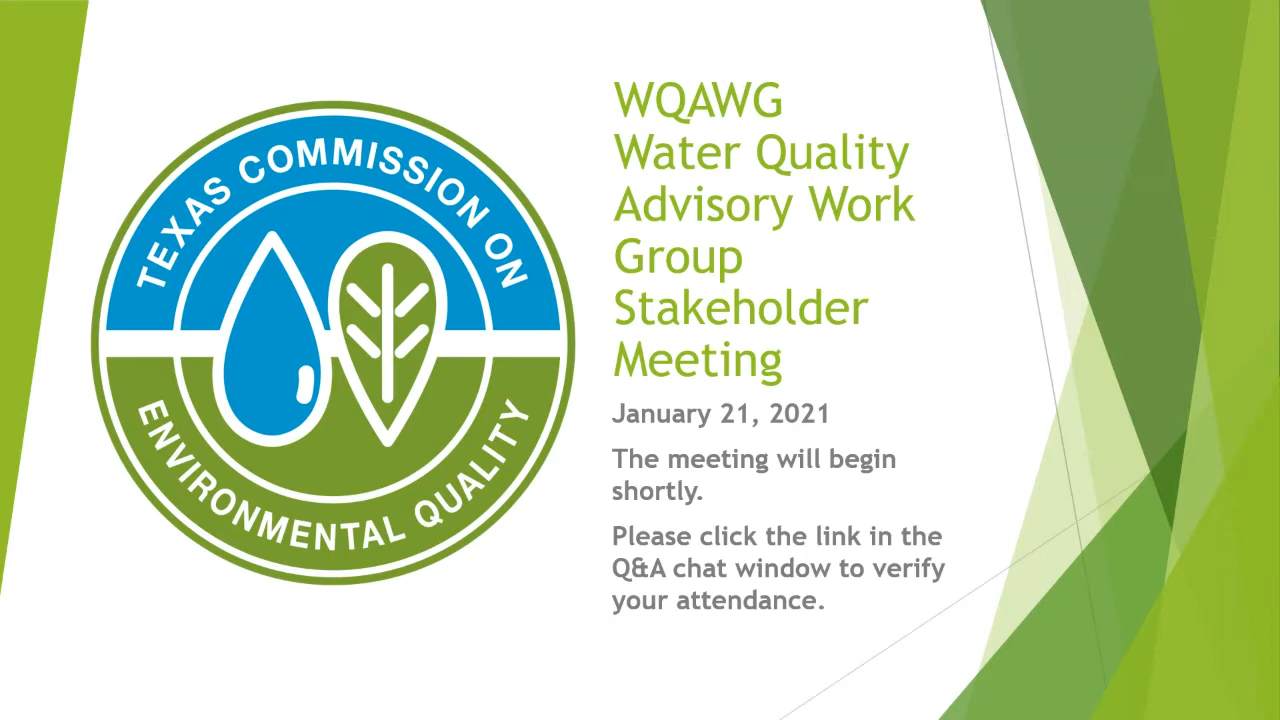 TEXAS COMMISSION ON
ENVIRONMENTAL QUALITY
WQAWG
Water Quality
Advisory Work
Group
Stakeholder
Meeting
January 21, 2021
The meeting will begin
shortly.
Please click the link in the
Q&A chat window to verify
your attendance.